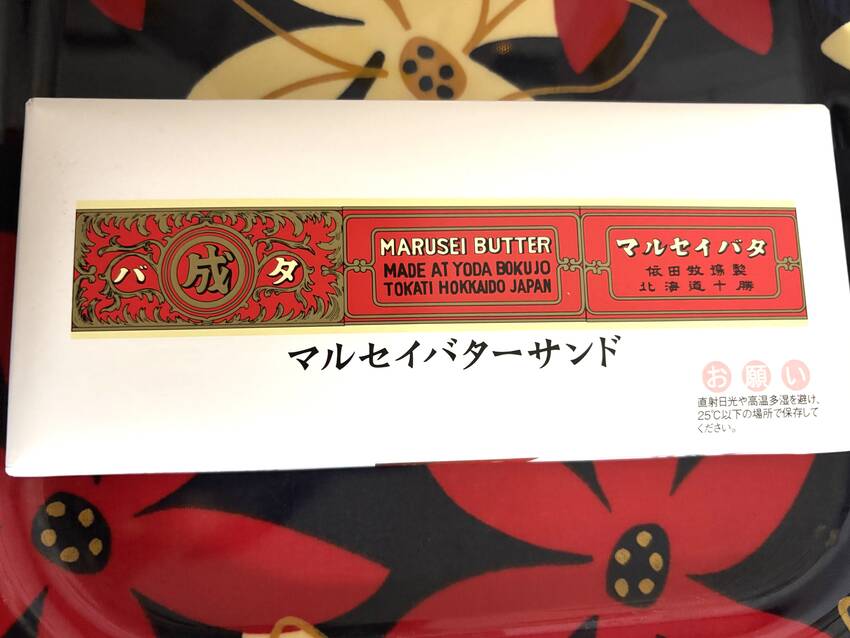 バ 成 タ
MARUSEI BUTTER
MADE AT YODA BOKUJO
TOKATI HOKKAIDO JAPAN
マルセイバタ
依田牧場製
北海道十勝
マルセイバターサンド
お願い
直射日光や高温多湿を避け、
25℃以下の場所で保存して
ください。